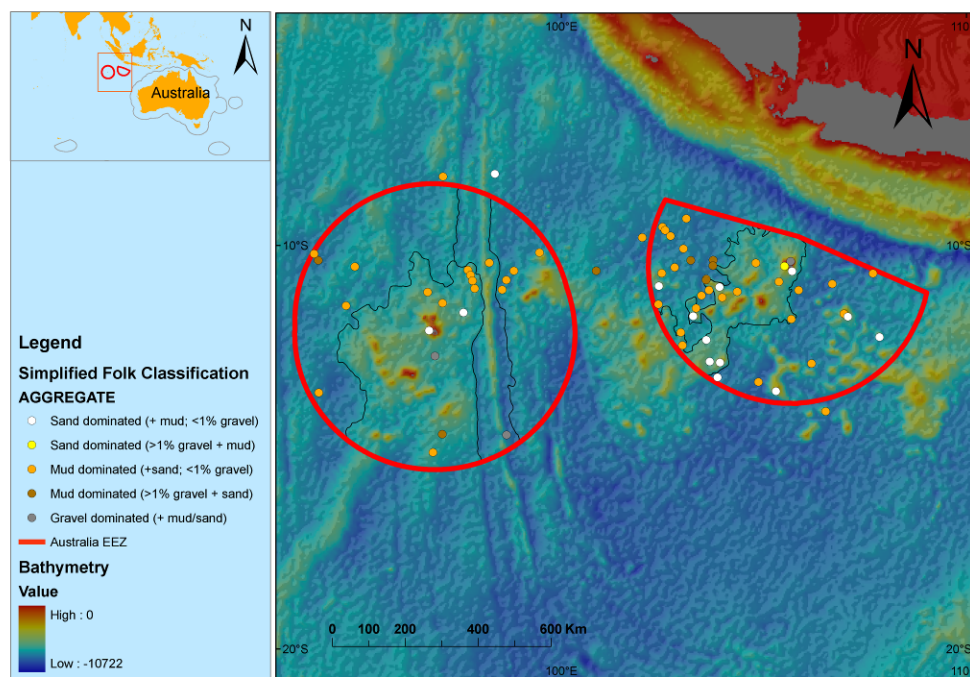 N
Australia
Legend
Simplified Folk Classification
AGGREGATE
Sand dominated (+ mud; <1% gravel)
Sand dominated (>1% gravel + mud)
Mud dominated (+sand; <1% gravel)
Mud dominated (>1% gravel + sand)
Gravel dominated (+ mud/sand)
Australia EEZ
Bathymetry
Value
High : 0
Low : -10722
100°E
110
N
10°S
10°S
0 100 200 400 600 Km
20°S
20°S
100°E
110